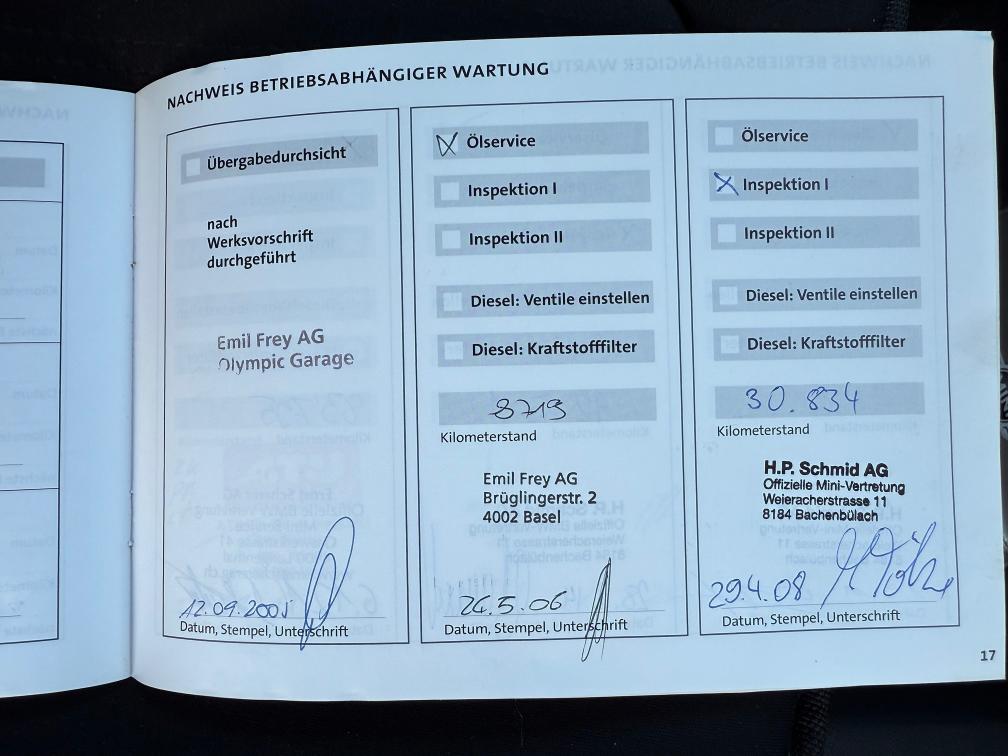 NACHWEIS BETRIEBSABHÄNGIGER WARTUNG
Übergabedurchsicht
nach
Werksvorschrift
durchgeführt
Emil Frey AG
Olympic Garage
12.09.2005
Datum, Stempel, Unterschrift
Ölservice
Inspektion I
Inspektion II
Diesel: Ventile einstellen
Diesel: Kraftstofffilter
8719
Kilometerstand
Emil Frey AG
Brüglingerstr. 2
4002 Basel
26.5.06
Datum, Stempel, Unterschrift
Ölservice
Inspektion I
Inspektion II
Diesel: Ventile einstellen
Diesel: Kraftstofffilter
30.834
Kilometerstand
H.P. Schmid AG
Offizielle Mini-Vertretung
Weieracherstrasse 11
8184 Bachenbülach
29.4.08
Datum, Stempel, Unterschrift
17